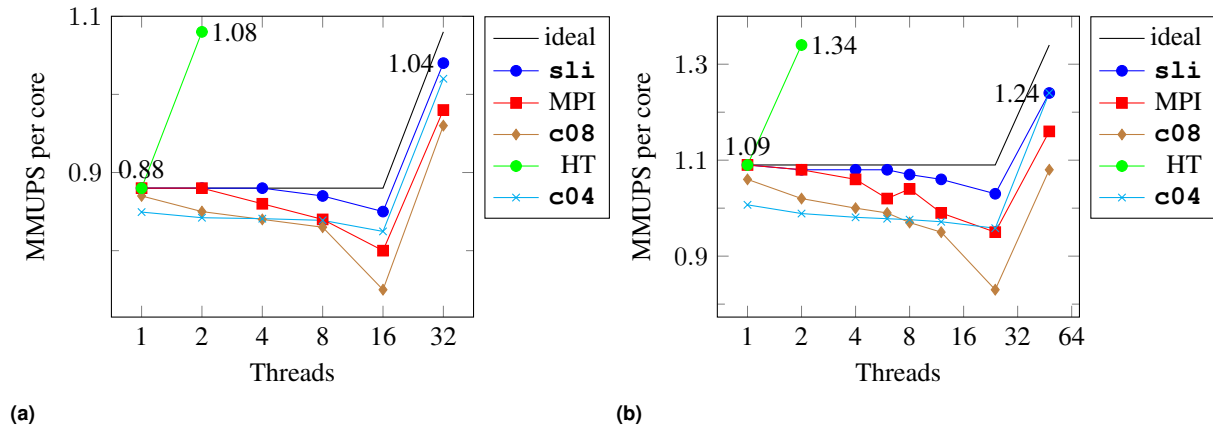 1.1
0.9
MMUPS per core
0.88
1.08
1.04
1 2 4 8 16 32
Threads
ideal
sli
MPI
c08
HT
c04
(a)
1.3
1.1
0.9
MMUPS per core
1.09
1.34
1.24
1 2 4 8 16 32 64
Threads
ideal
sli
MPI
c08
HT
c04
(b)